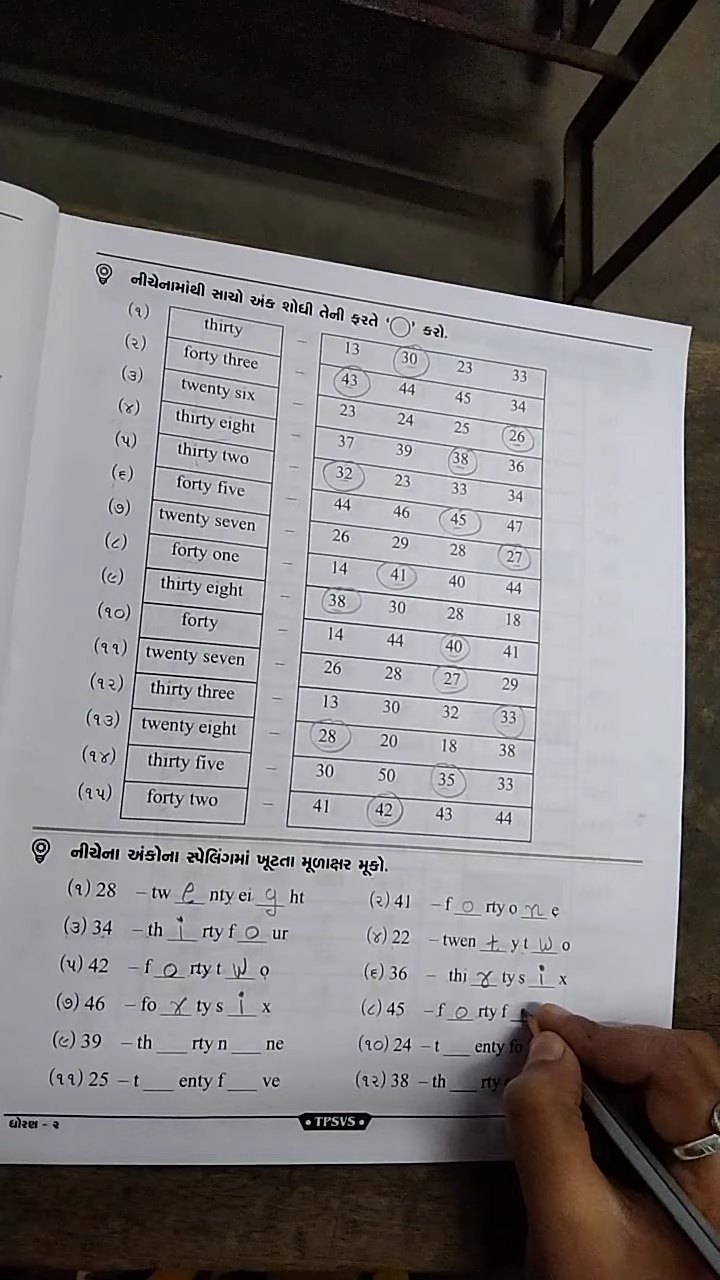 નીચેનામાંથી સાચો અંક શોધી તેની ફરતે '◯' કરો.
(૧) thirty – 13 30 23 33
(૨) forty three – 43 44 45 34
(૩) twenty six – 23 24 25 26
(૪) thirty eight – 37 39 38 36
(૫) thirty two – 32 23 33 34
(૬) forty five – 44 46 45 47
(૭) twenty seven – 26 29 28 27
(૮) forty one – 14 41 40 44
(૯) thirty eight – 38 30 28 18
(૧૦) forty – 14 44 40 41
(૧૧) twenty seven – 26 28 27 29
(૧૨) thirty three – 13 30 32 33
(૧૩) twenty eight – 28 20 18 38
(૧૪) thirty five – 30 50 35 33
(૧૫) forty two – 41 42 43 44
નીચેના અંકોના સ્પેલિંગમાં ખૂટતા મૂળાક્ષર મૂકો.
(૧) 28 – tw e nty ei g ht (૨) 41 – f o rty o n e
(૩) 34 – th i rty f o ur (૪) 22 – twen t y t w o
(૫) 42 – f o rty t w o (૬) 36 – thi r ty s i x
(૭) 46 – fo r ty s i x (૮) 45 – f o rty f
(૯) 39 – th ___ rty n ___ ne (૧૦) 24 – t ___ enty fo
(૧૧) 25 – t ___ enty f ___ ve (૧૨) 38 – th ___ rty
ધોરણ - ૨ • TPSVS •